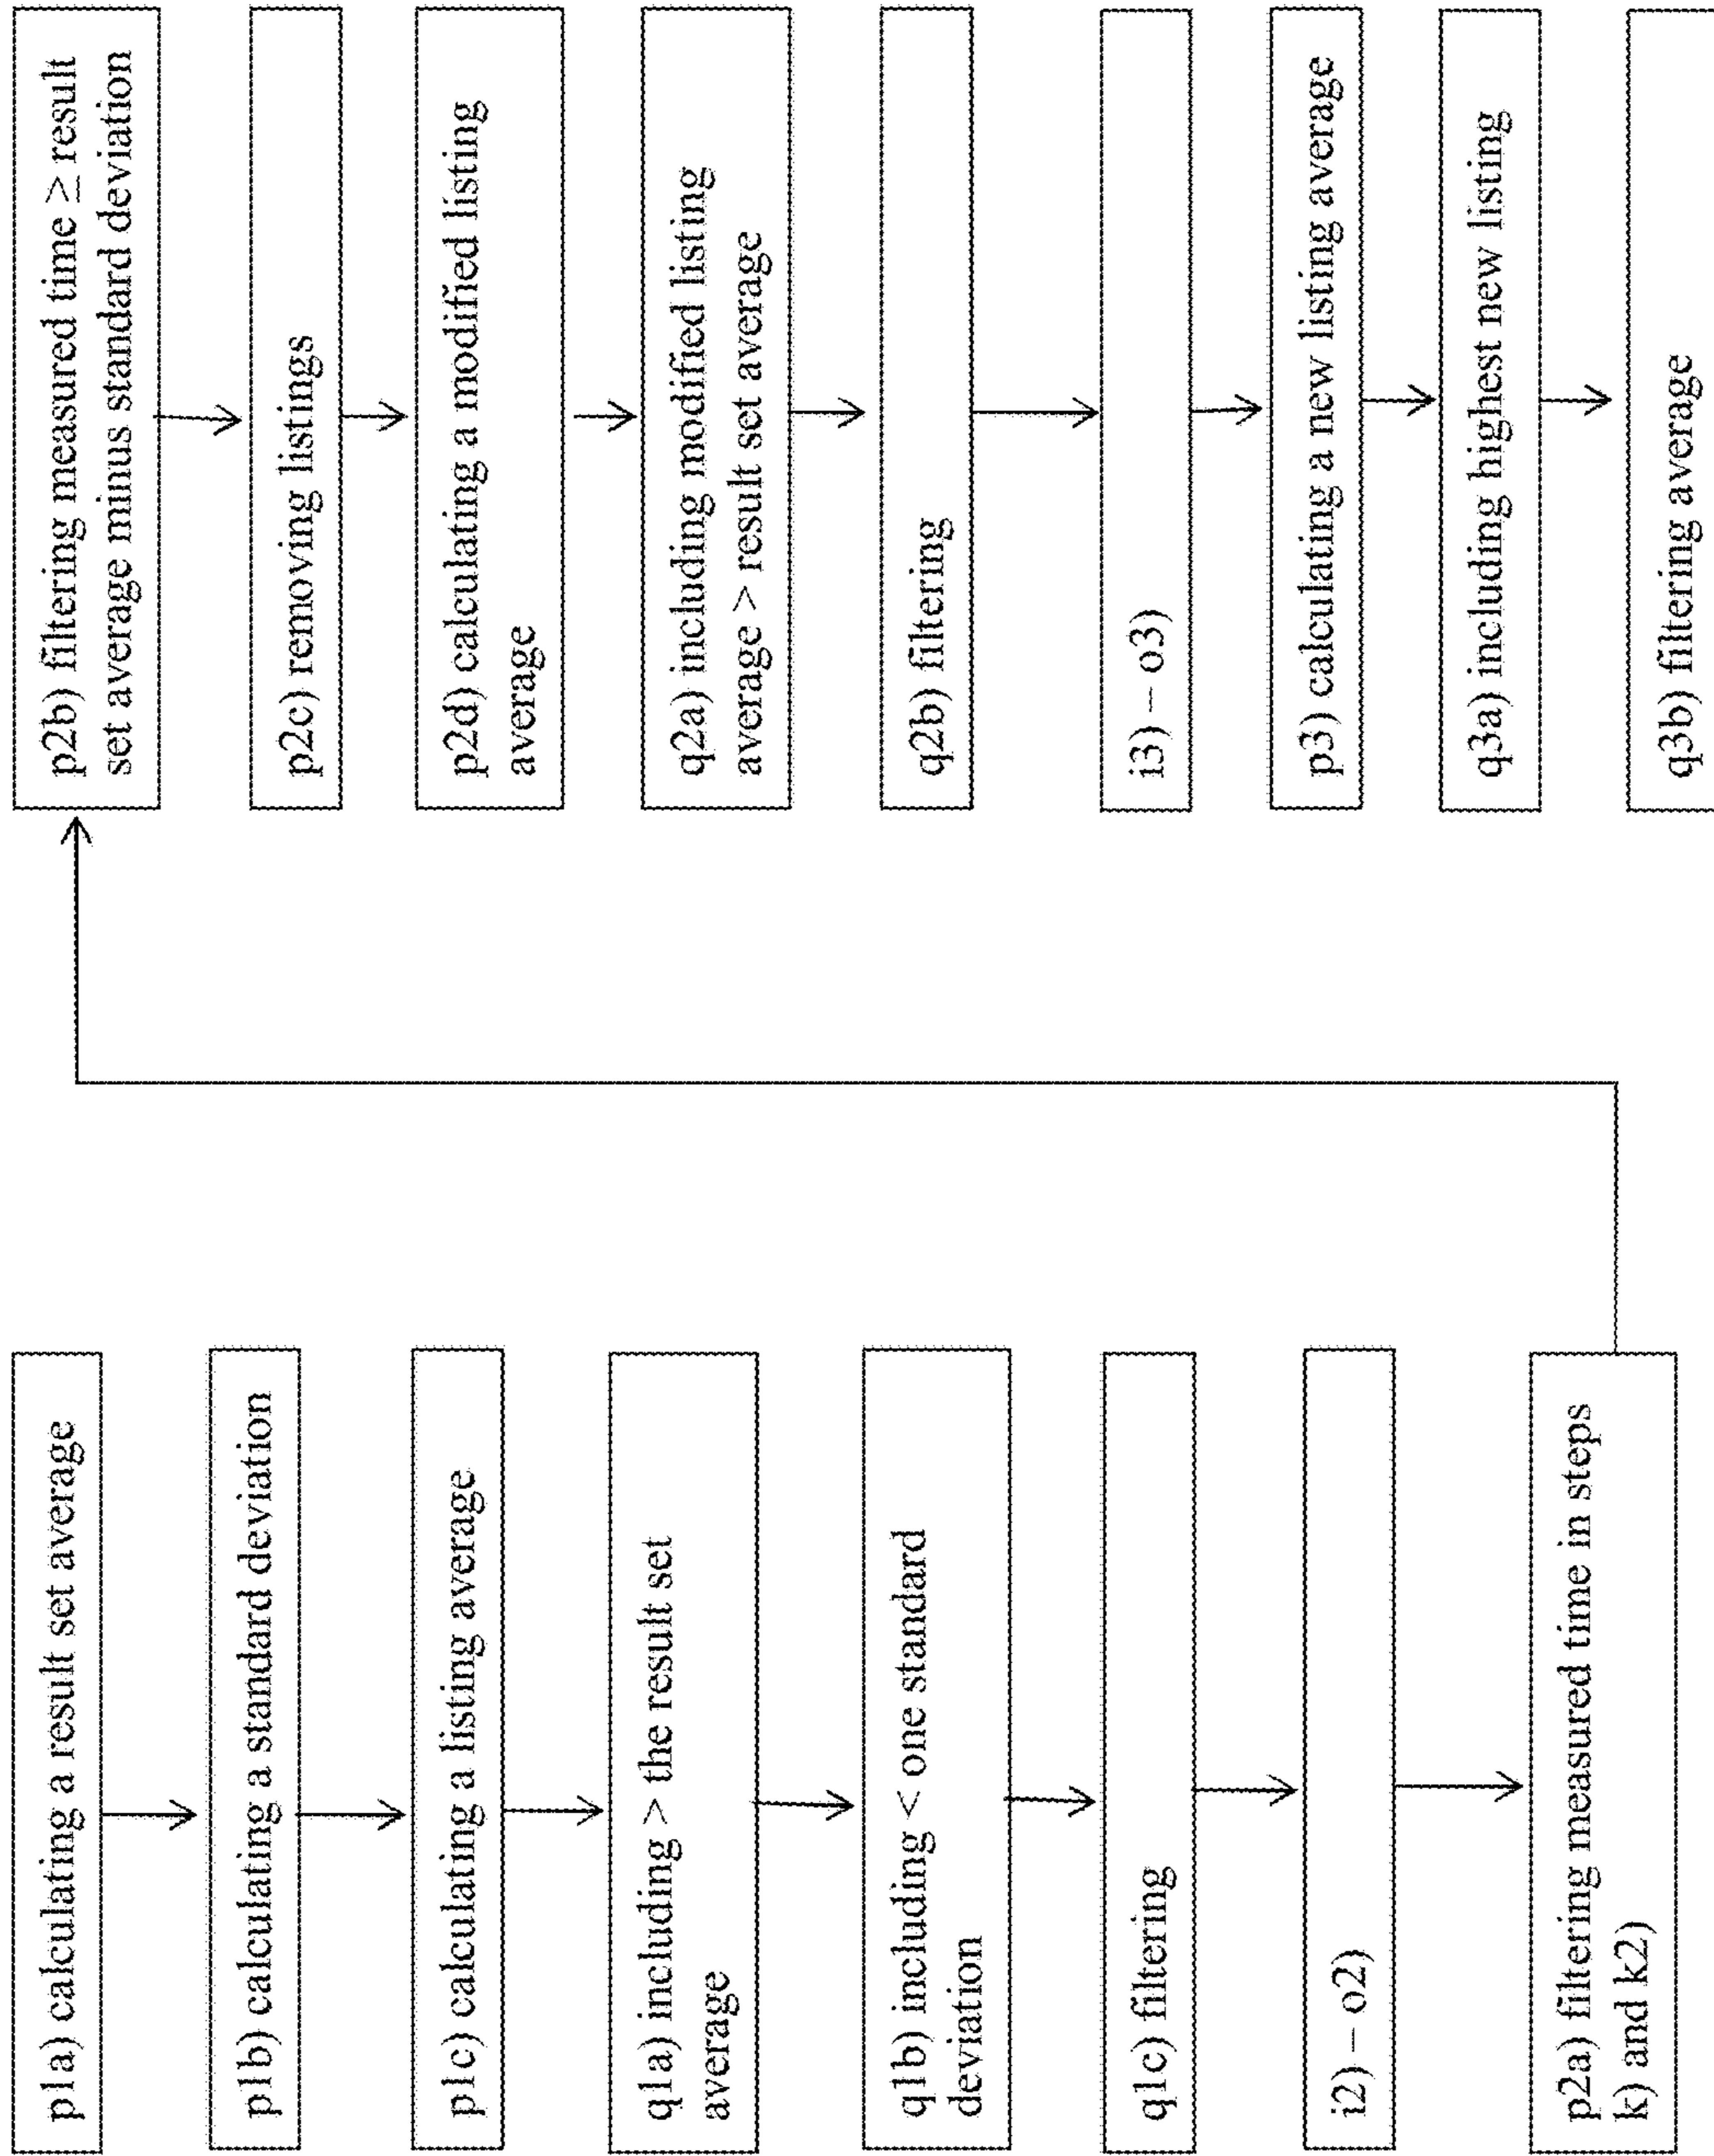 p1a) calculating a result set average
p1b) calculating a standard deviation
p1c) calculating a listing average
q1a) including > the result set
average
q1b) include < one standard
deviation
q1c) filtering
i2) – o2)
p2a) filtering measured time in steps
k) and k2)
p2b) filtering measured time ≥ result
set average minus standard deviation
p2c) removing listings
p2d) calculating a modified listing
average
q2a) include modified listing
average > result set average
q2b) filtering
i3) – o3)
p3) calculating a new listing average
q3a) including highest new listing
q3b) filtering average